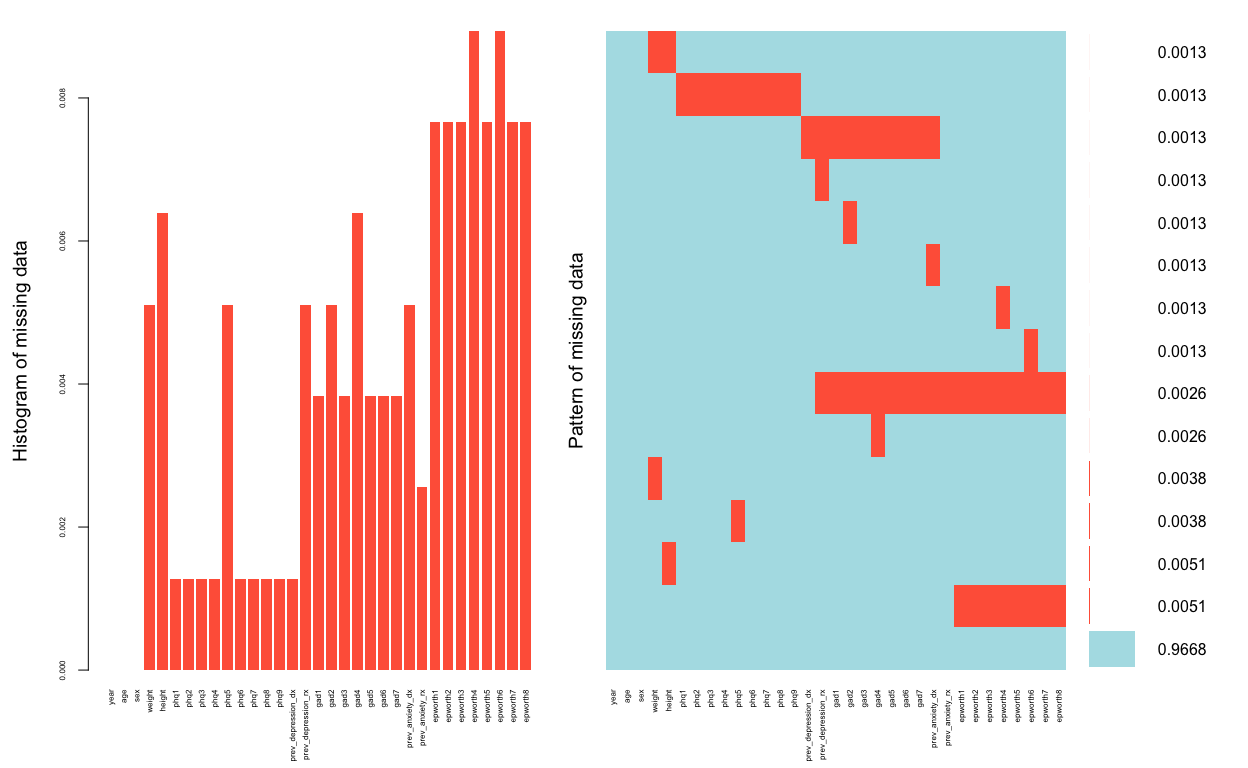 Histogram of missing data
0.008
0.006
0.004
0.002
0.000
year
age
sex
weight
height
phq1
phq2
phq3
phq4
phq5
phq6
phq7
phq8
phq9
prev_depression_dx
prev_depression_rx
gad1
gad2
gad3
gad4
gad5
gad6
gad7
prev_anxiety_dx
prev_anxiety_rx
epworth1
epworth2
epworth3
epworth4
epworth5
epworth6
epworth7
epworth8
Pattern of missing data
0.0013
0.0013
0.0013
0.0013
0.0013
0.0013
0.0013
0.0013
0.0026
0.0026
0.0038
0.0038
0.0051
0.0051
0.9668
year
age
sex
weight
height
phq1
phq2
phq3
phq4
phq5
phq6
phq7
phq8
phq9
prev_depression_dx
prev_depression_rx
gad1
gad2
gad3
gad4
gad5
gad6
gad7
prev_anxiety_dx
prev_anxiety_rx
epworth1
epworth2
epworth3
epworth4
epworth5
epworth6
epworth7
epworth8